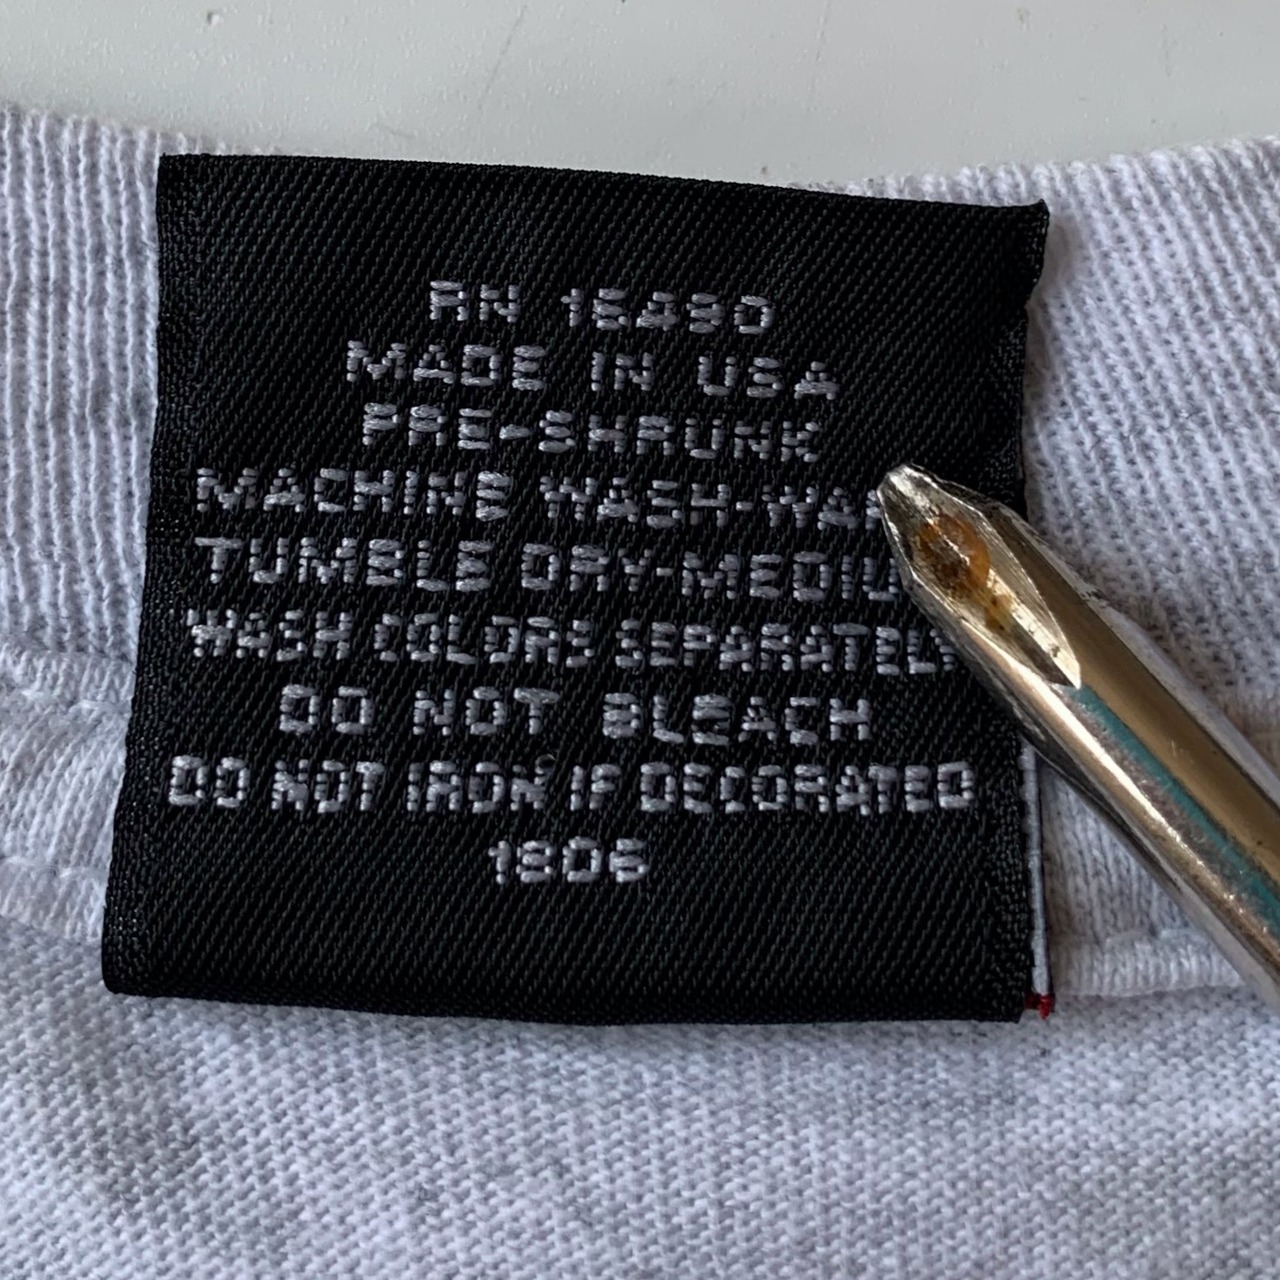 RN 15490
MADE IN USA
PRE-SHRUNK
MACHINE WASH-WA
TUMBLE DRY-MEDIU
WASH COLORS SEPARATELY
DO NOT BLEACH
DO NOT IRON IF DECORATED
1806